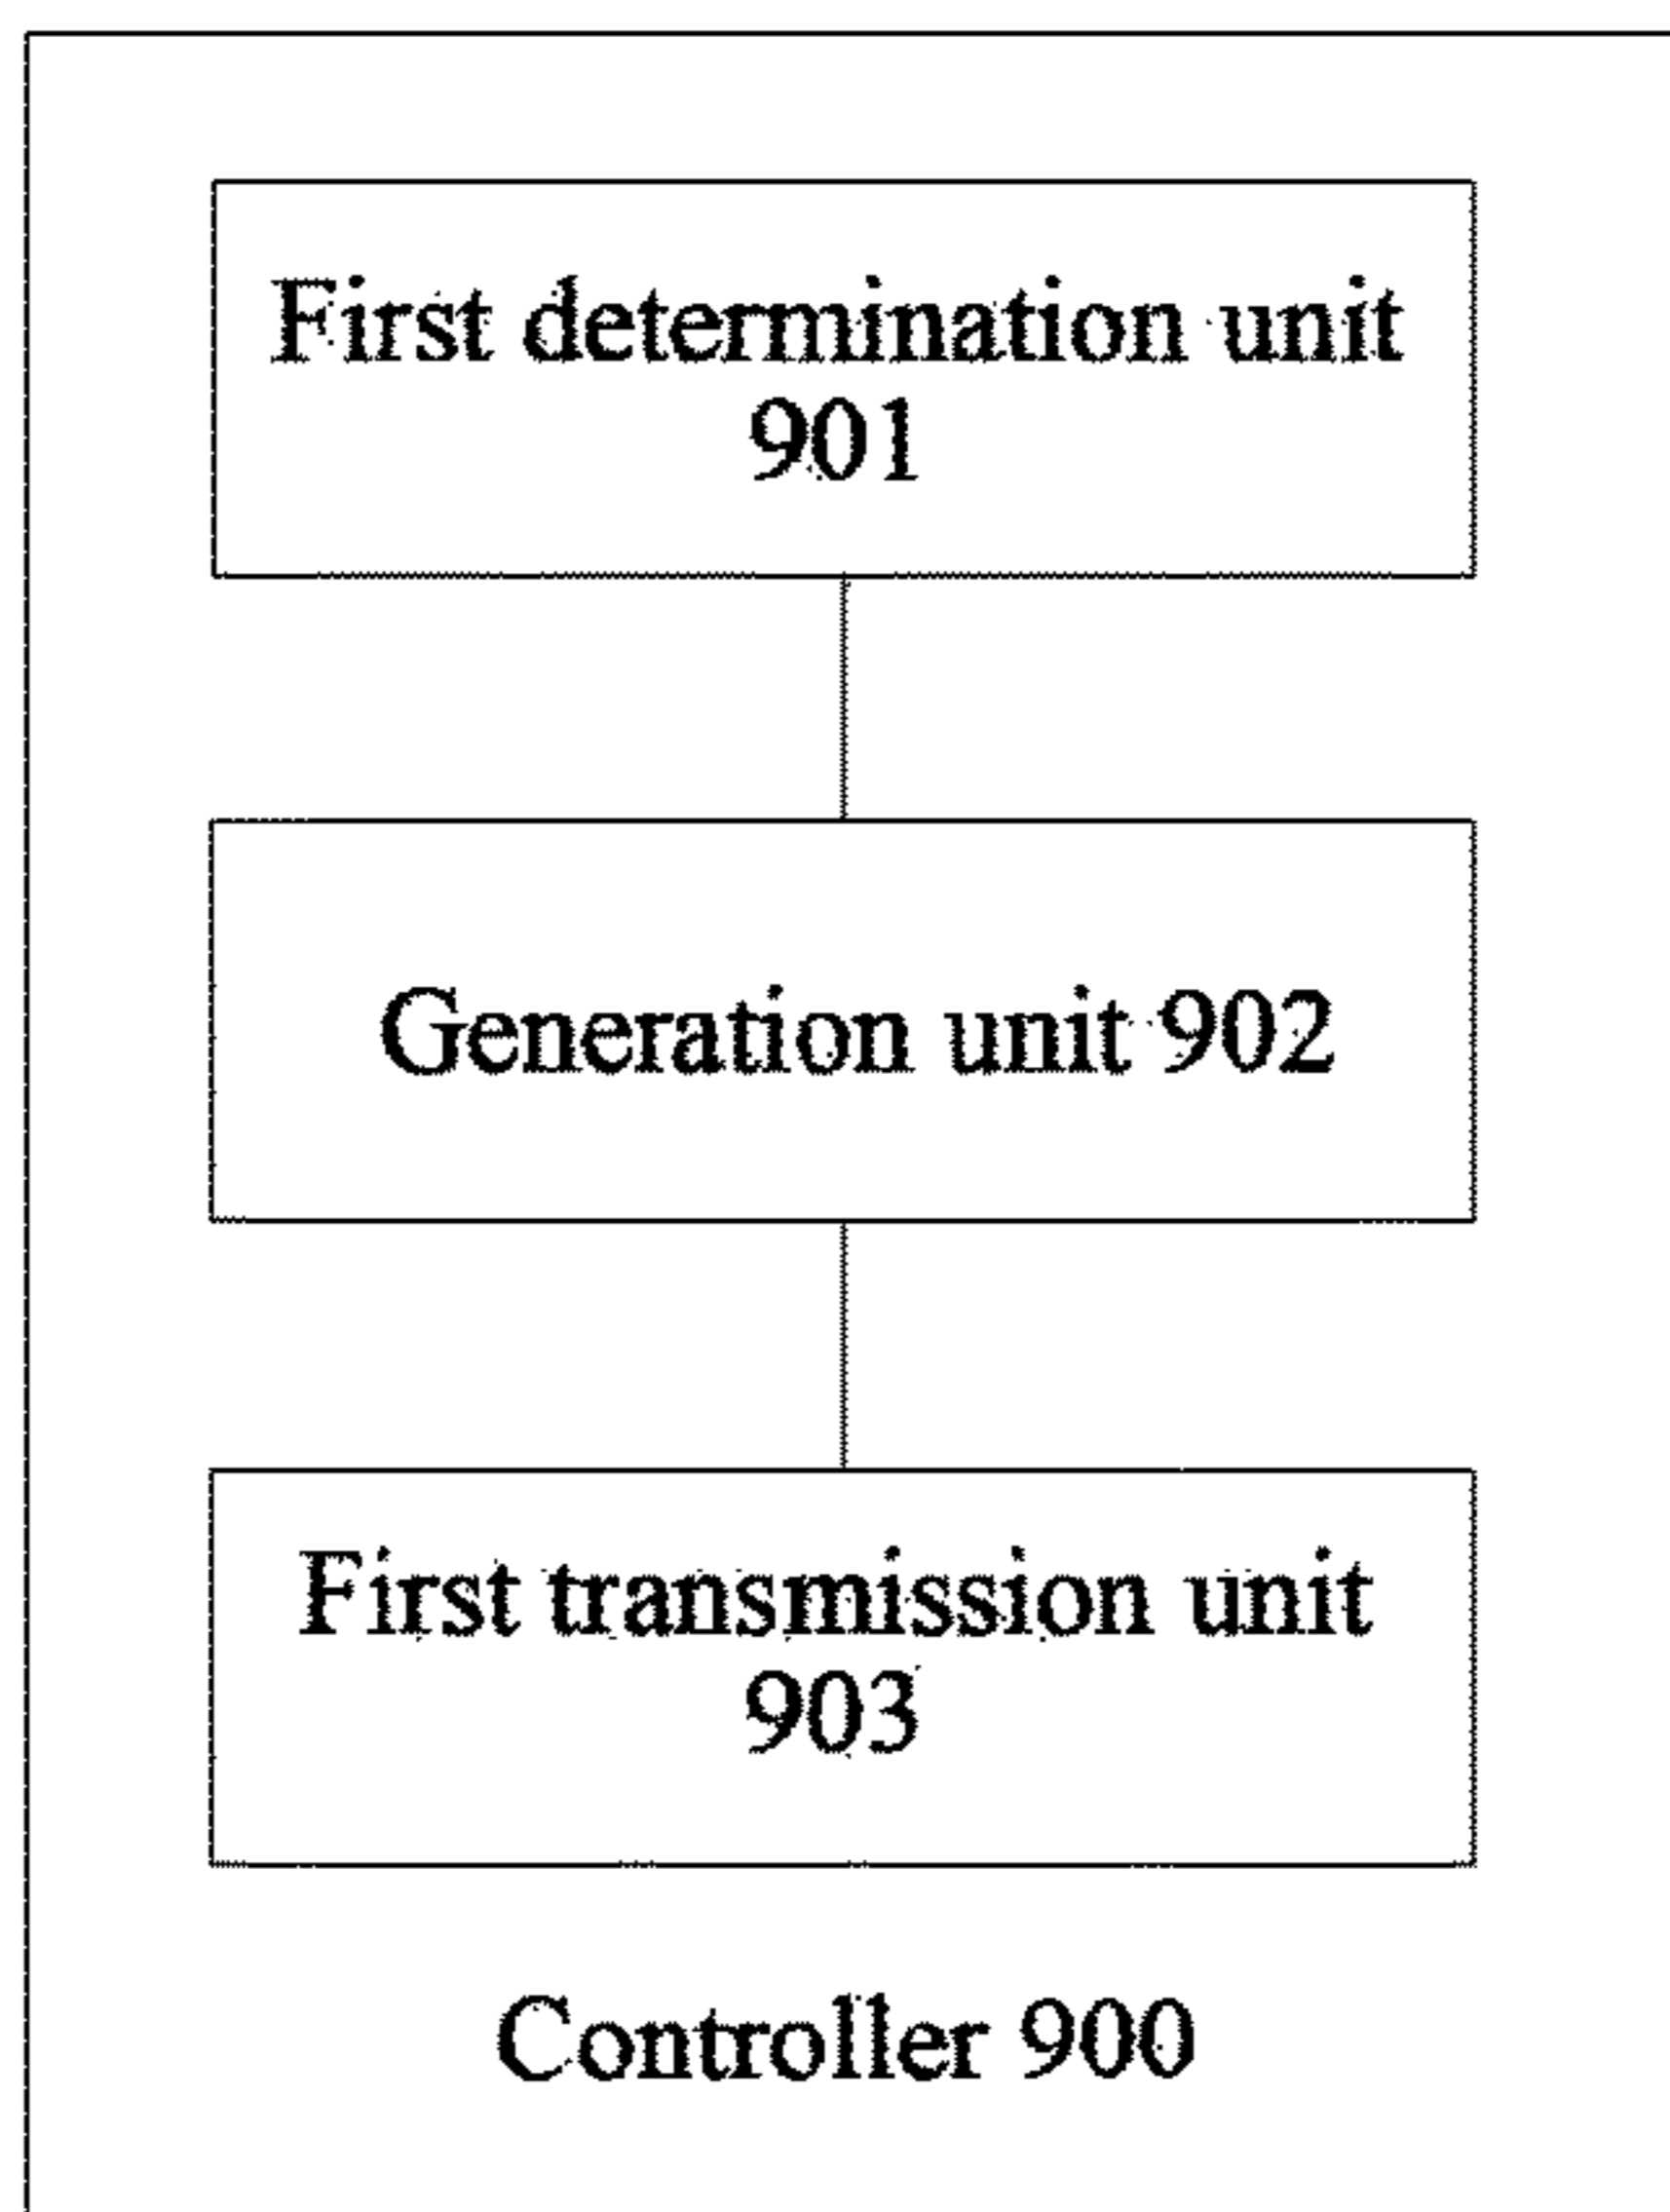 First determination unit
901
Generation unit 902
First transmission unit
903
Controller 900